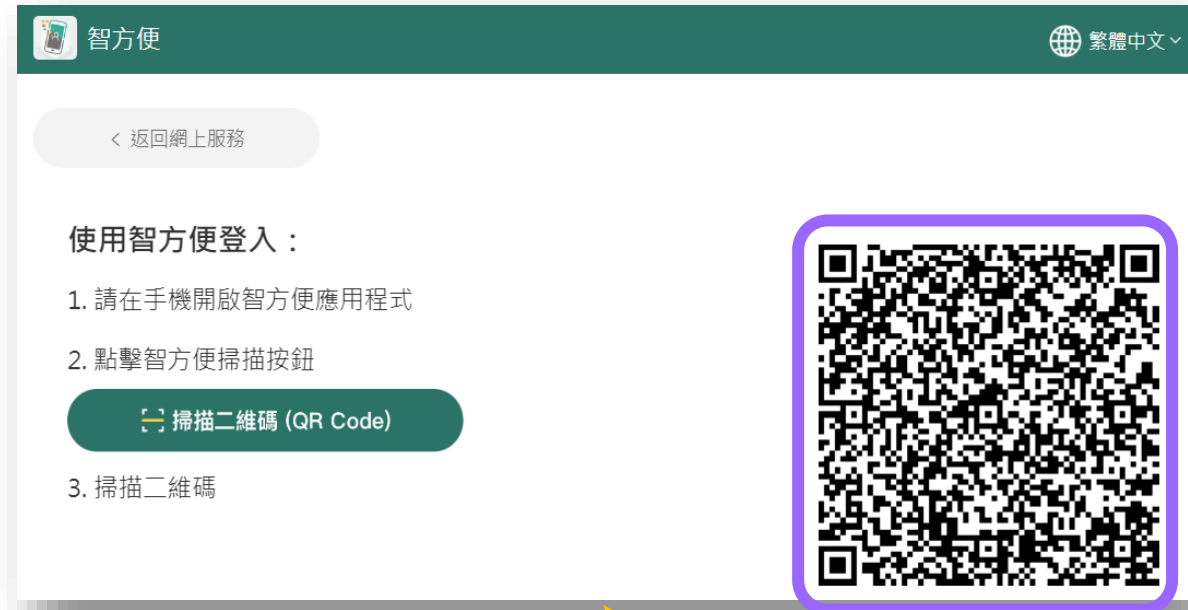 智方便
繁體中文
< 返回網上服務
使用智方便登入：
1. 請在手機開啟智方便應用程式
2. 點擊智方便掃描按鈕
掃描二維碼 (QR Code)
3. 掃描二維碼